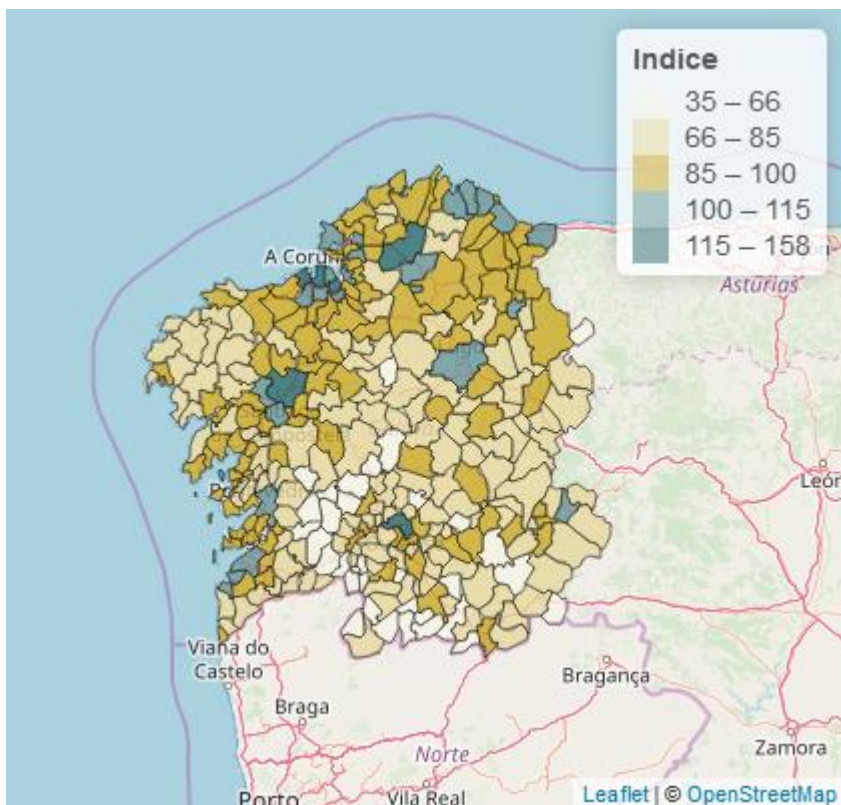 Indice
35 – 66
66 – 85
85 – 100
100 – 115
115 – 158
A Coruñ
Asturias
León
Viana do
Castelo
Bragança
Braga
Zamora
Norte
Vila Real
Porto
Leaflet | © OpenStreetMap